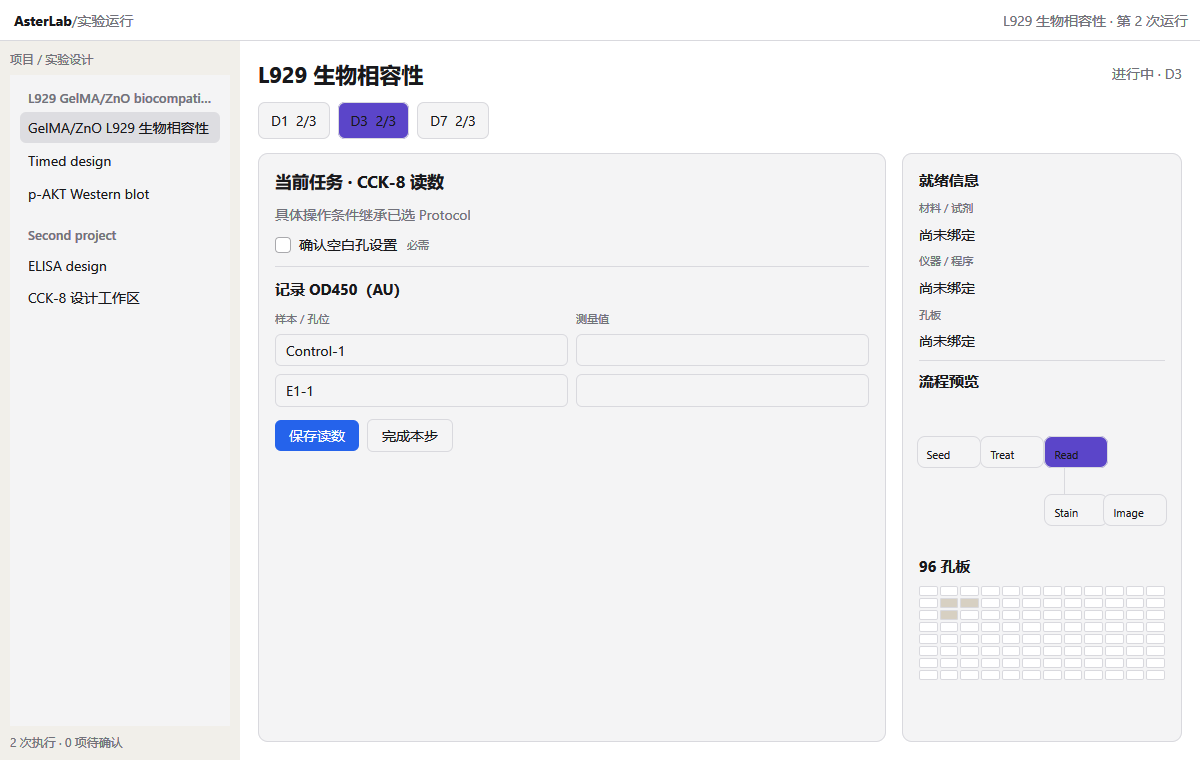 AsterLab/实验运行
L929 生物相容性 · 第 2 次运行
项目 / 实验设计
L929 GelMA/ZnO biocompati...
GelMA/ZnO L929 生物相容性
Timed design
p-AKT Western blot
Second project
ELISA design
CCK-8 设计工作区
2 次执行 · 0 项待确认
L929 生物相容性
进行中 · D3
D1 2/3
D3 2/3
D7 2/3
当前任务 · CCK-8 读数
具体操作条件继承已选 Protocol
确认空白孔设置 必需
记录 OD450（AU）
样本 / 孔位 测量值
Control-1
E1-1
保存读数 完成本步
就绪信息
材料 / 试剂
尚未绑定
仪器 / 程序
尚未绑定
孔板
尚未绑定
流程预览
Seed Treat Read
Stain Image
96 孔板